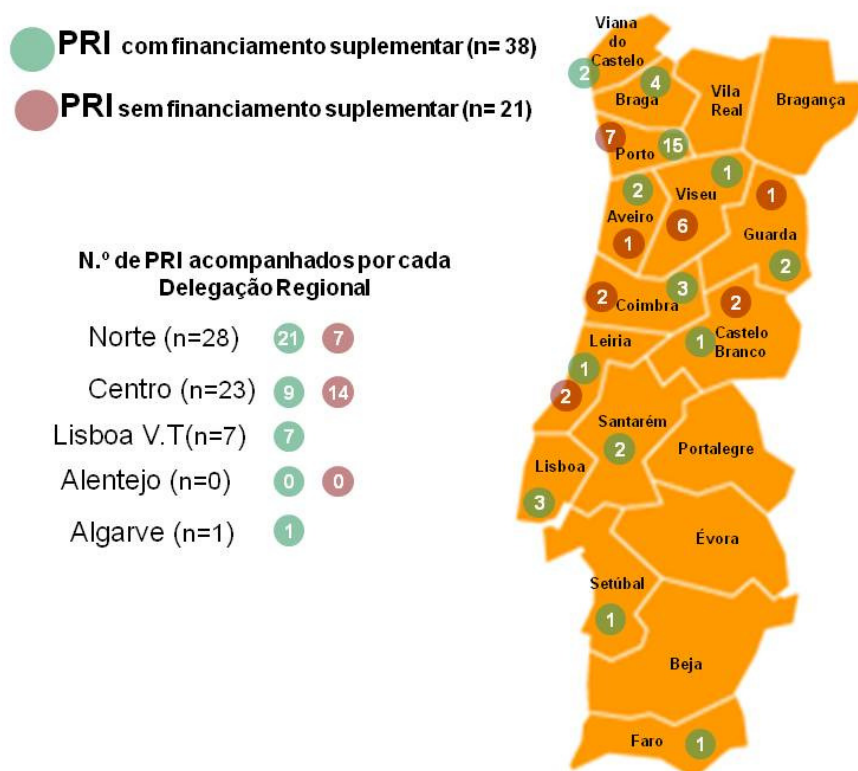 PRI com financiamento suplementar (n= 38)
PRI sem financiamento suplementar (n= 21)
N.º de PRI acompanhados por cada
Delegação Regional
Norte (n=28) 21 7
Centro (n=23) 9 14
Lisboa V.T(n=7) 7
Alentejo (n=0) 0 0
Algarve (n=1) 1
Viana
do
Castelo
2
4
Braga
Vila
Real
Bragança
7
Porto
15
1
2
Viseu
1
Aveiro
6
1
Guarda
2
3
2
Coimbra
2
Castelo
Branco
1
Leiria
1
2
Santarém
2
Portalegre
Lisboa
3
Évora
Setúbal
1
Beja
Faro
1